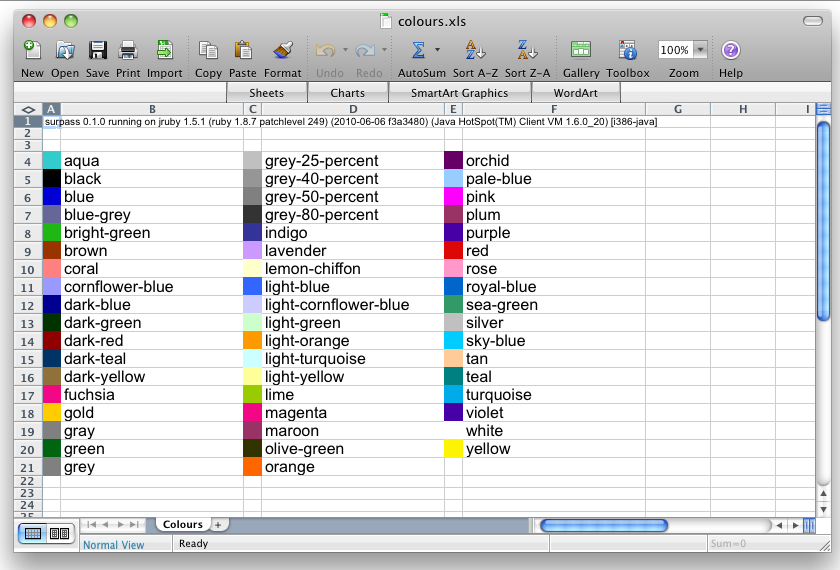 colours.xls
New Open Save Print Import Copy Paste Format Undo Redo AutoSum Sort A-Z Sort Z-A Gallery Toolbox 100% Zoom Help
Sheets Charts SmartArt Graphics WordArt
A B C D E F G H I
1 surpass 0.1.0 running on jruby 1.5.1 (ruby 1.8.7 patchlevel 249) (2010-06-06 f3a3480) (Java HotSpot(TM) Client VM 1.6.0_20) [i386-java]
2
3
4 aqua grey-25-percent orchid
5 black grey-40-percent pale-blue
6 blue grey-50-percent pink
7 blue-grey grey-80-percent plum
8 bright-green indigo purple
9 brown lavender red
10 coral lemon-chiffon rose
11 cornflower-blue light-blue royal-blue
12 dark-blue light-cornflower-blue sea-green
13 dark-green light-green silver
14 dark-red light-orange sky-blue
15 dark-teal light-turquoise tan
16 dark-yellow light-yellow teal
17 fuchsia lime turquoise
18 gold magenta violet
19 gray maroon white
20 green olive-green yellow
21 grey orange
22
23
24
25
Colours +
Normal View Ready Sum=0